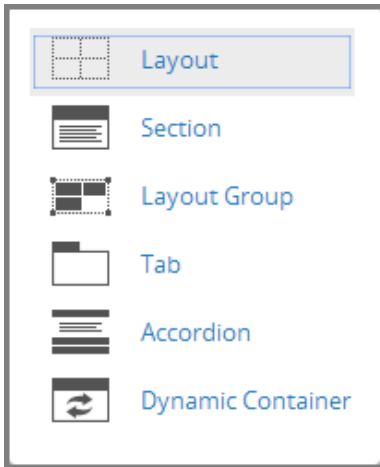 Layout
Section
Layout Group
Tab
Accordion
Dynamic Container